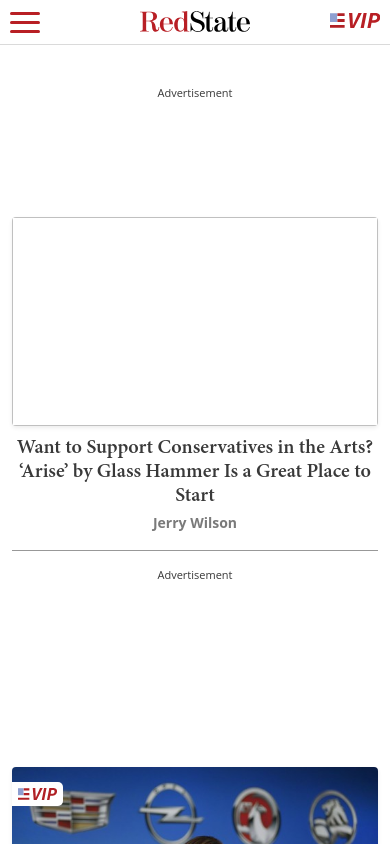 RedState
VIP
Advertisement
Want to Support Conservatives in the Arts?
‘Arise’ by Glass Hammer Is a Great Place to
Start
Jerry Wilson
Advertisement
VIP